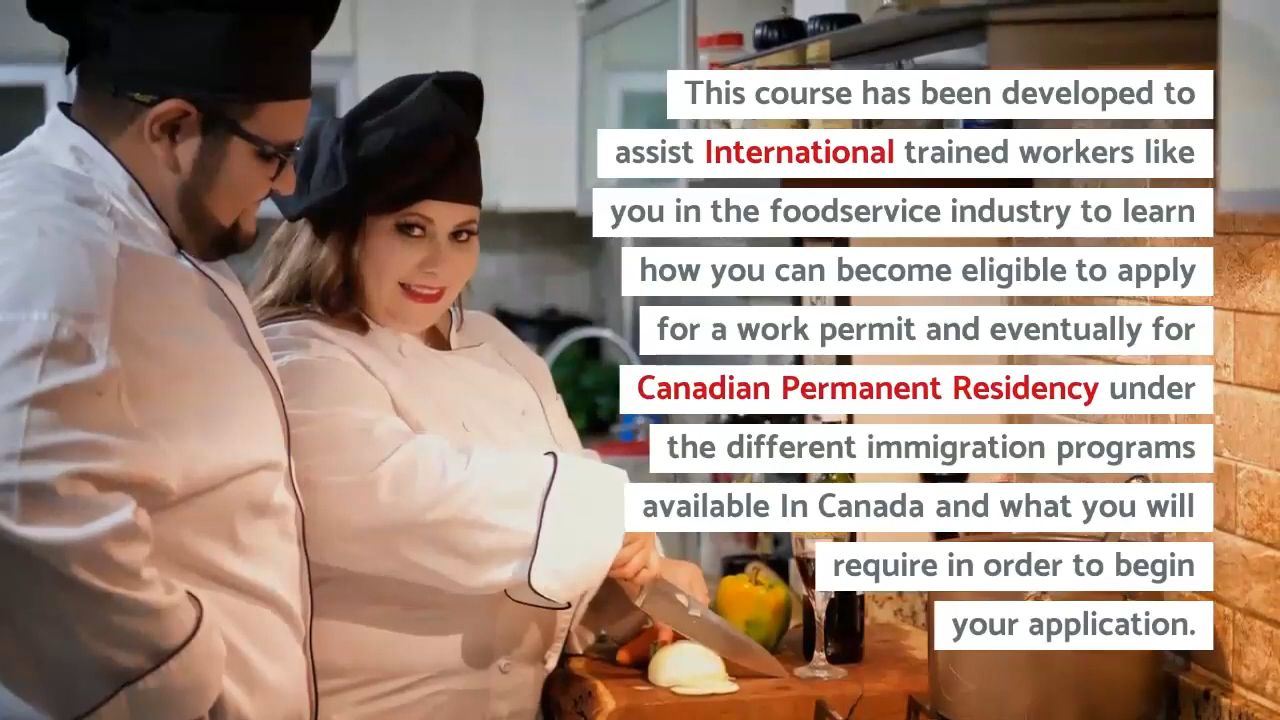 This course has been developed to
assist International trained workers like
you in the foodservice industry to learn
how you can become eligible to apply
for a work permit and eventually for
Canadian Permanent Residency under
the different immigration programs
available In Canada and what you will
require in order to begin
your application.